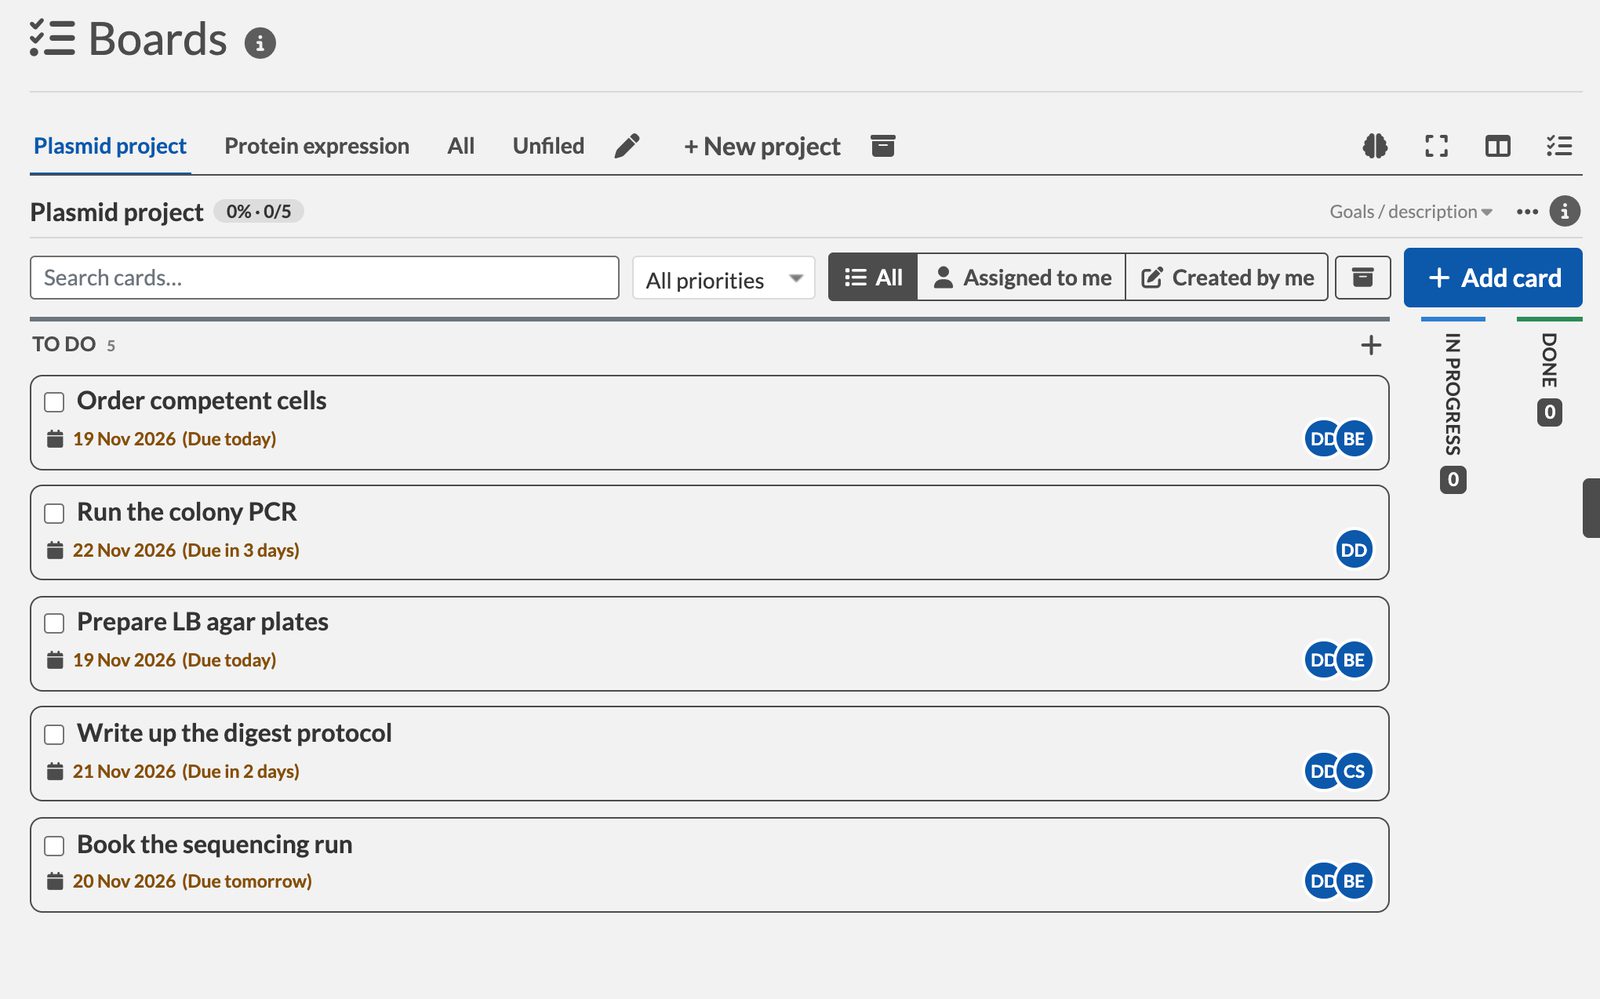 Boards
Plasmid project Protein expression All Unfiled + New project
Plasmid project 0% · 0/5 Goals / description
Search cards... All priorities All Assigned to me Created by me + Add card
TO DO 5
Order competent cells
19 Nov 2026 (Due today) DD BE
Run the colony PCR
22 Nov 2026 (Due in 3 days) DD
Prepare LB agar plates
19 Nov 2026 (Due today) DD BE
Write up the digest protocol
21 Nov 2026 (Due in 2 days) DD CS
Book the sequencing run
20 Nov 2026 (Due tomorrow) DD BE
IN PROGRESS 0
DONE 0